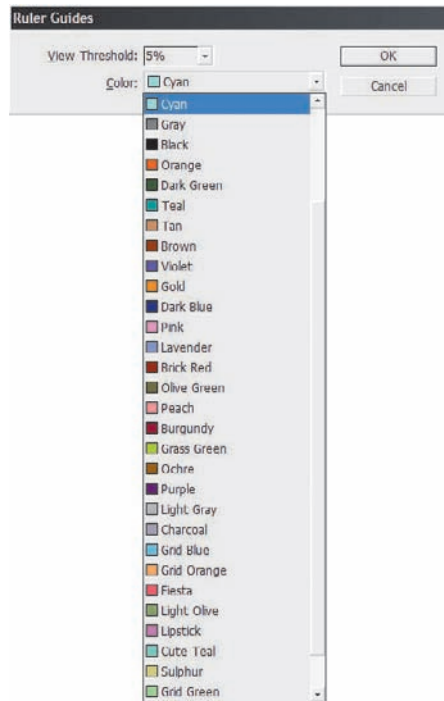 Ruler Guides
View Threshold: 5%
OK
Color: Cyan
Cancel
Cyan
Gray
Black
Orange
Dark Green
Teal
Tan
Brown
Violet
Gold
Dark Blue
Pink
Lavender
Brick Red
Olive Green
Peach
Burgundy
Grass Green
Ochre
Purple
Light Gray
Charcoal
Grid Blue
Grid Orange
Fiesta
Light Olive
Lipstick
Cute Teal
Sulphur
Grid Green